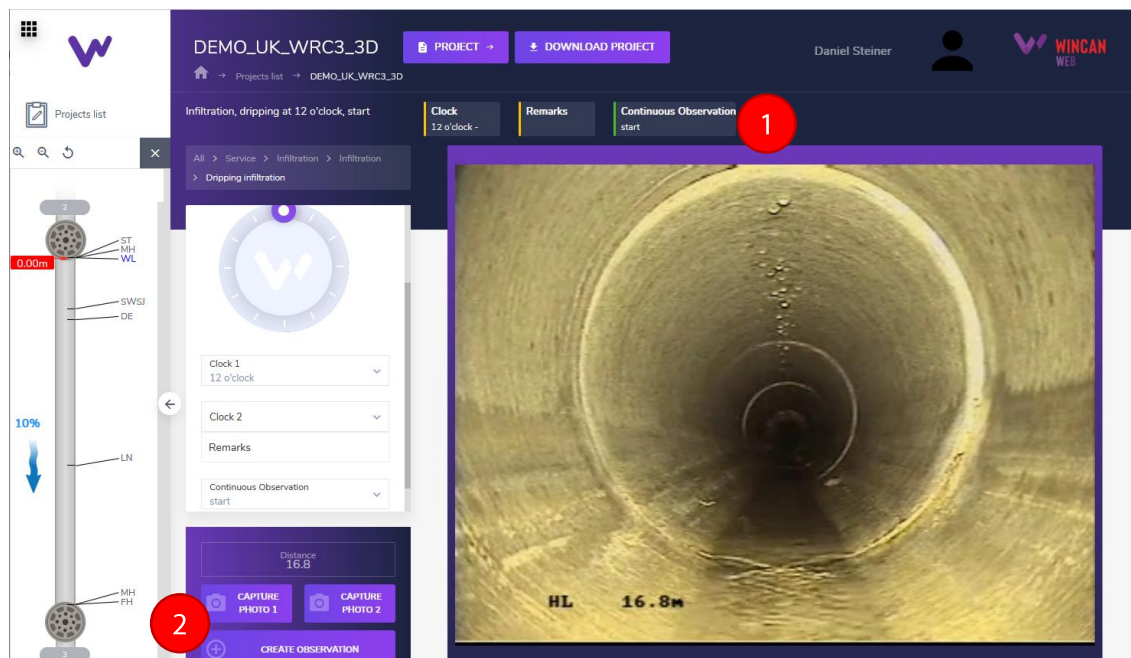 DEMO_UK_WRC3_3D
PROJECT →
DOWNLOAD PROJECT
Daniel Steiner
WINCAN
WEB
→ Projects list → DEMO_UK_WRC3_3D
Projects list
Infiltration, dripping at 12 o'clock, start
Clock
12 o'clock -
Remarks
Continuous Observation
start
1
All > Service > Infiltration > Infiltration
> Dripping infiltration
2
ST
MH
WL
0.00m
SWSJ
DE
10%
LN
MH
FH
3
Clock 1
12 o'clock
Clock 2
Remarks
Continuous Observation
start
Distance
16.8
CAPTURE
PHOTO 1
CAPTURE
PHOTO 2
2
CREATE OBSERVATION
HL 16.8M